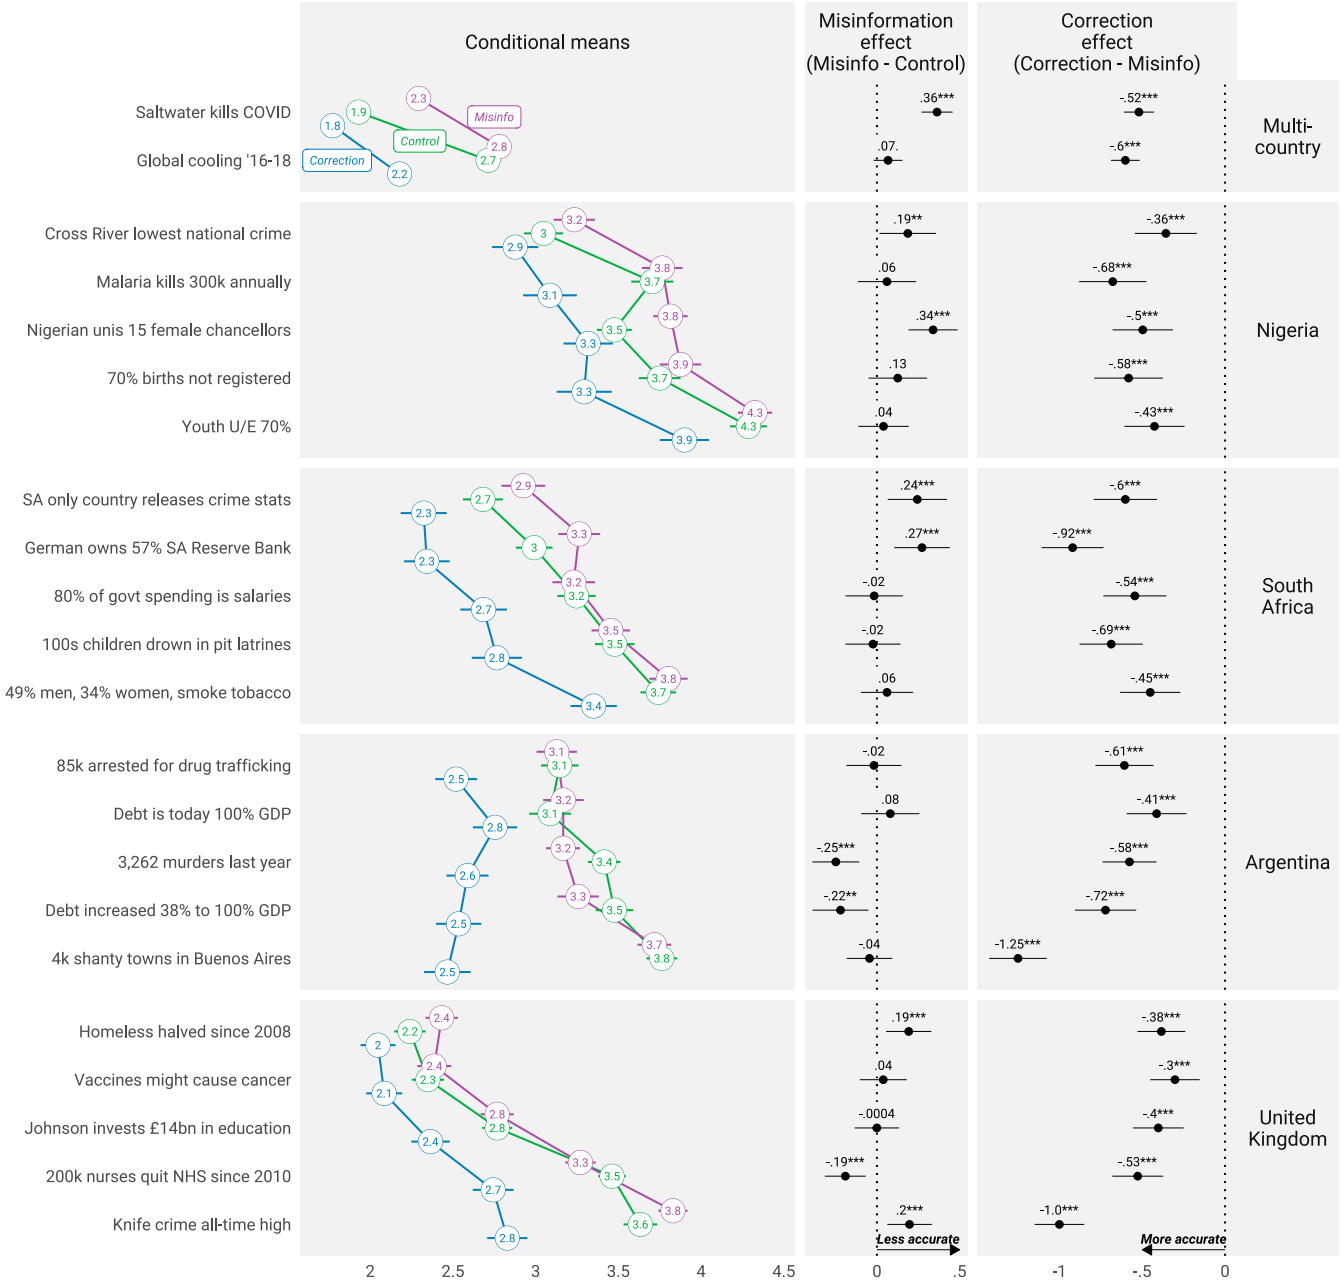 Conditional means
Misinformation
effect
(Misinfo - Control)
Correction
effect
(Correction - Misinfo)
Saltwater kills COVID
2.3
1.9
1.8
Misinfo
Control
Correction
.36***
-.52***
Multi-
country
Global cooling '16-18
2.8
2.7
2.2
.07.
-.6***
Cross River lowest national crime
3.2
3
2.9
.19**
-.36***
Malaria kills 300k annually
3.8
3.7
3.1
.06
-.68***
Nigerian unis 15 female chancellors
3.8
3.5
3.3
.34***
-.5***
Nigeria
70% births not registered
3.9
3.7
3.3
.13
-.58***
Youth U/E 70%
4.3
4.3
3.9
.04
-.43***
SA only country releases crime stats
2.9
2.7
2.3
.24***
-.6***
German owns 57% SA Reserve Bank
3.3
3
2.3
.27***
-.92***
80% of govt spending is salaries
3.2
3.2
2.7
-.02
-.54***
South
Africa
100s children drown in pit latrines
3.5
3.5
2.8
-.02
-.69***
49% men, 34% women, smoke tobacco
3.8
3.7
3.4
.06
-.45***
85k arrested for drug trafficking
3.1
3.1
2.5
-.02
-.61***
Debt is today 100% GDP
3.2
3.1
2.8
.08
-.41***
3,262 murders last year
3.2
3.4
2.6
-.25***
-.58***
Argentina
Debt increased 38% to 100% GDP
3.3
3.5
2.5
-.22**
-.72***
4k shanty towns in Buenos Aires
3.7
3.8
2.5
-.04
-1.25***
Homeless halved since 2008
2.4
2.2
2
.19***
-.38***
Vaccines might cause cancer
2.4
2.3
2.1
.04
-.3***
Johnson invests £14bn in education
2.8
2.8
2.4
-.0004
-.4***
United
Kingdom
200k nurses quit NHS since 2010
3.3
3.5
2.7
-.19***
-.53***
Knife crime all-time high
3.8
3.6
2.8
.2***
-1.0***
Less accurate
More accurate
2 2.5 3 3.5 4 4.5 0 .5 -1 -.5 0